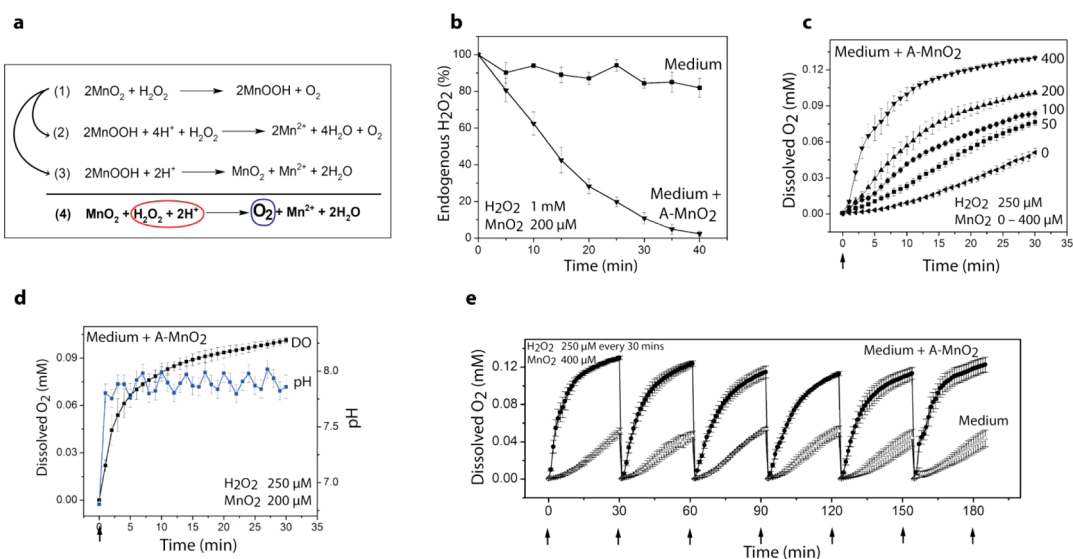 a
(1) 2MnO₂ + H₂O₂ ⟶ 2MnOOH + O₂
(2) 2MnOOH + 4H⁺ + H₂O₂ ⟶ 2Mn²⁺ + 4H₂O + O₂
(3) 2MnOOH + 2H⁺ ⟶ MnO₂ + Mn²⁺ + 2H₂O
(4) MnO₂ + H₂O₂ + 2H⁺ ⟶ O₂ + Mn²⁺ + 2H₂O
b
Endogenous H₂O₂ (%)
100
80
60
40
20
0
Medium
Medium +
A-MnO₂
H₂O₂ 1 mM
MnO₂ 200 µM
0 10 20 30 40
Time (min)
c
Medium + A-MnO₂
Dissolved O₂ (mM)
0.12
0.09
0.06
0.03
0.00
400
200
100
50
0
H₂O₂ 250 µM
MnO₂ 0 – 400 µM
0 5 10 15 20 25 30
Time (min)
d
Medium + A-MnO₂
DO
pH
Dissolved O₂ (mM)
0.09
0.06
0.03
0.00
8.0
7.5
7.0
pH
H₂O₂ 250 µM
MnO₂ 200 µM
0 5 10 15 20 25 30
Time (min)
e
H₂O₂ 250 µM every 30 mins
MnO₂ 400 µM
Medium + A-MnO₂
Medium
Dissolved O₂ (mM)
0.12
0.08
0.04
0.00
0 30 60 90 120 150 180
Time (min)